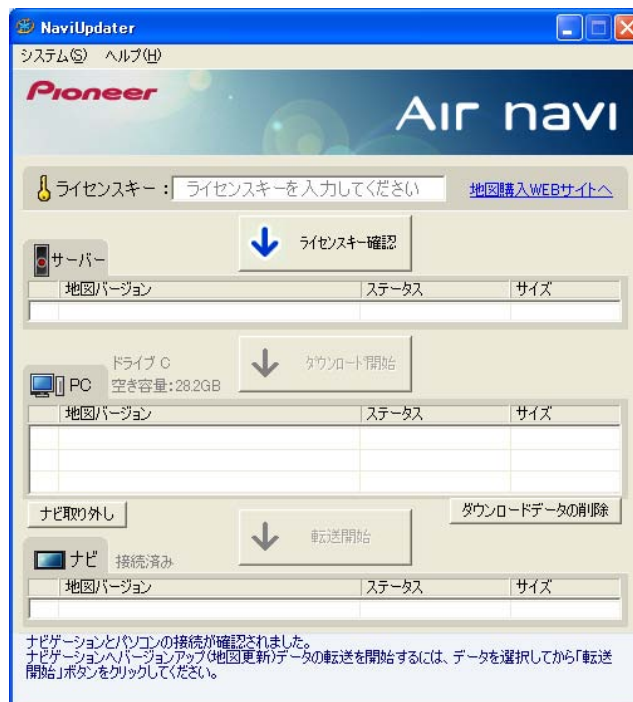 NaviUpdater
システム(S) ヘルプ(H)
Pioneer
AIr navI
ライセンスキー： ライセンスキーを入力してください 地図購入WEBサイトへ
ライセンスキー確認
サーバー
地図バージョン ステータス サイズ
ドライブ C
ダウンロード開始
PC 空き容量：28.2GB
地図バージョン ステータス サイズ
ナビ取り外し ダウンロードデータの削除
転送開始
ナビ 接続済み
地図バージョン ステータス サイズ
ナビゲーションとパソコンの接続が確認されました。
ナビゲーションへバージョンアップ(地図更新)データの転送を開始するには、データを選択してから「転送
開始」ボタンをクリックしてください。